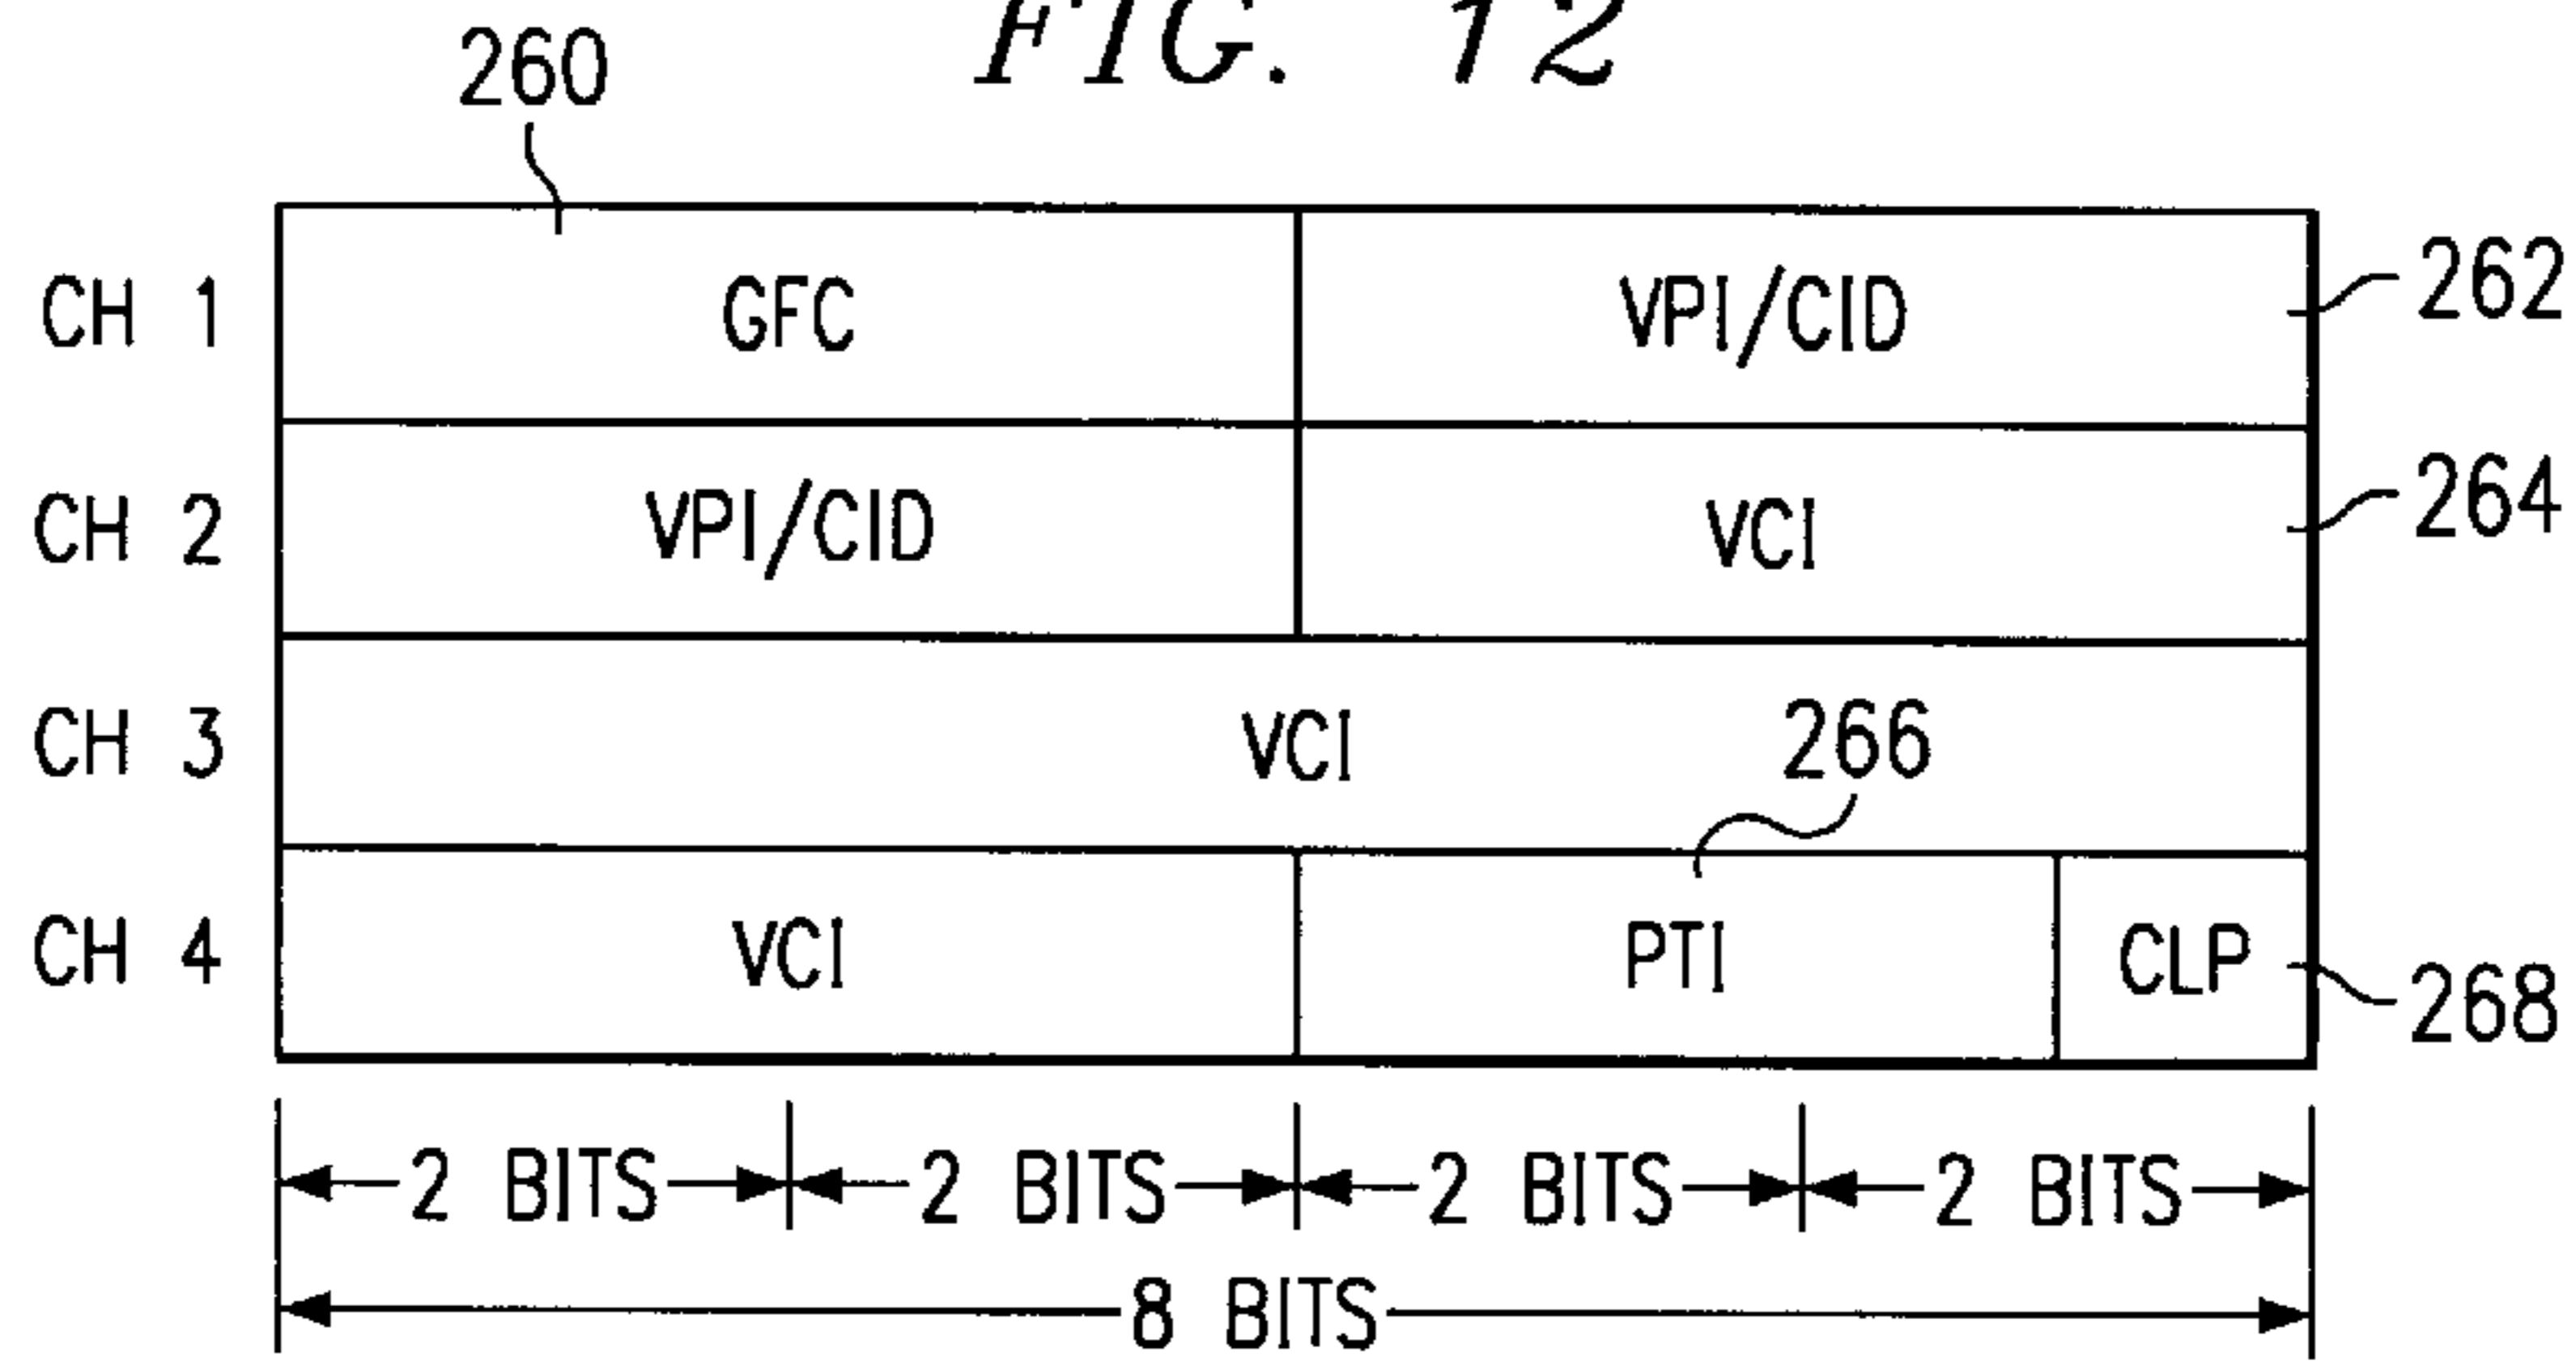 FIG. 12
260
CH 1 GFC VPI/CID 262
CH 2 VPI/CID VCI 264
CH 3 VCI 266
CH 4 VCI PTI CLP 268
2 BITS 2 BITS 2 BITS 2 BITS
8 BITS